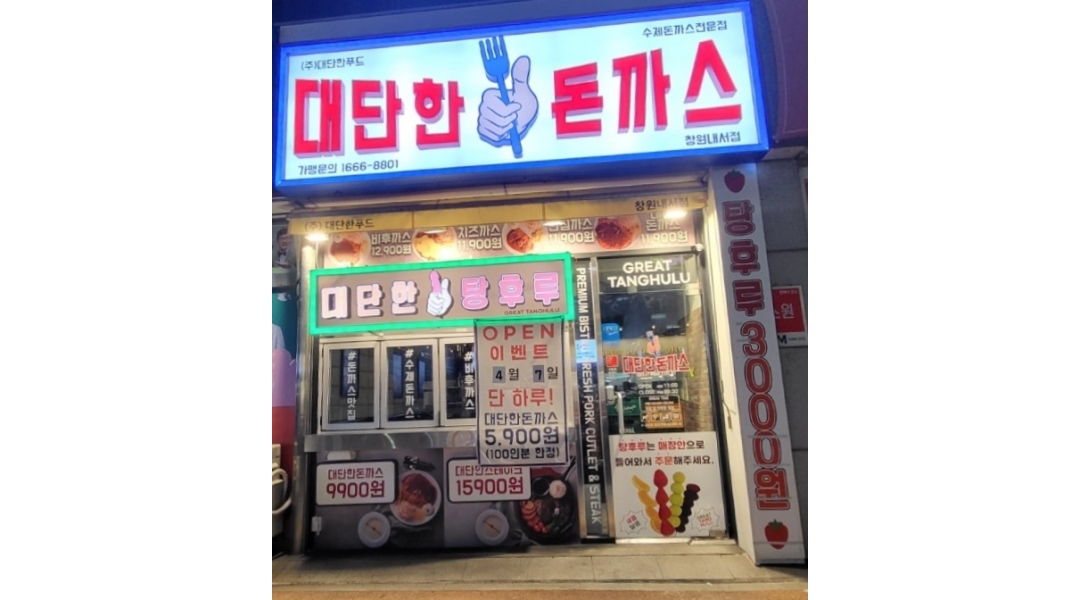 수제돈까스전문점
(주)대단한푸드
대단한 돈까스
창원내서점
가맹문의 1666-8801
(주) 대단한푸드
창원내서점
비후까스
12,900원
치즈까스
11,900원
11,900원
돈까스
11,900원
대단한 탕후루
GREAT TANGHULU
GREAT
TANGHULU
OPEN
이벤트
4월 7일
단 하루!
대단한돈까스
5,900원
(100인분 한정)
#돈까스맛집
#수제돈까스
#비후까스
PREMIUM
FRESH PORK CUTLET & STEAK
대단한돈까스
탕후루는 매장안으로
들어와서 주문해주세요.
대단한돈까스
9900원
대단한스테이크
15900원
탕후루3000원